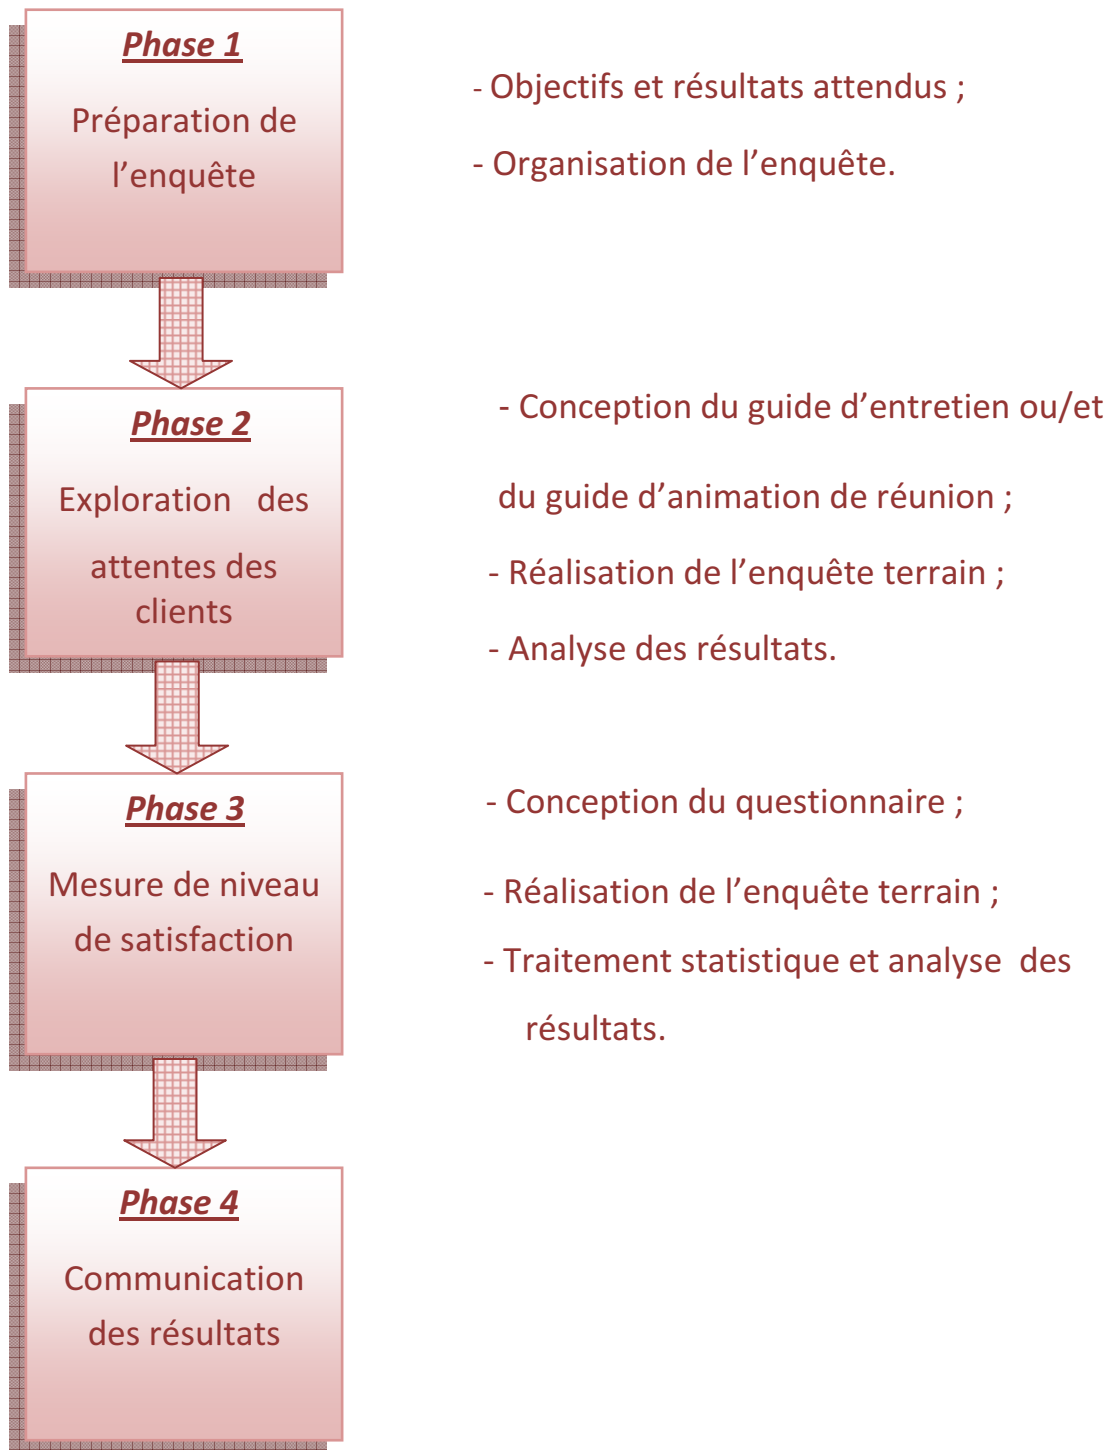 Phase 1
Préparation de
l’enquête
- Objectifs et résultats attendus ;
- Organisation de l’enquête.
Phase 2
Exploration des
attentes des
clients
- Conception du guide d’entretien ou/et
du guide d’animation de réunion ;
- Réalisation de l’enquête terrain ;
- Analyse des résultats.
Phase 3
Mesure de niveau
de satisfaction
- Conception du questionnaire ;
- Réalisation de l’enquête terrain ;
- Traitement statistique et analyse des
résultats.
Phase 4
Communication
des résultats